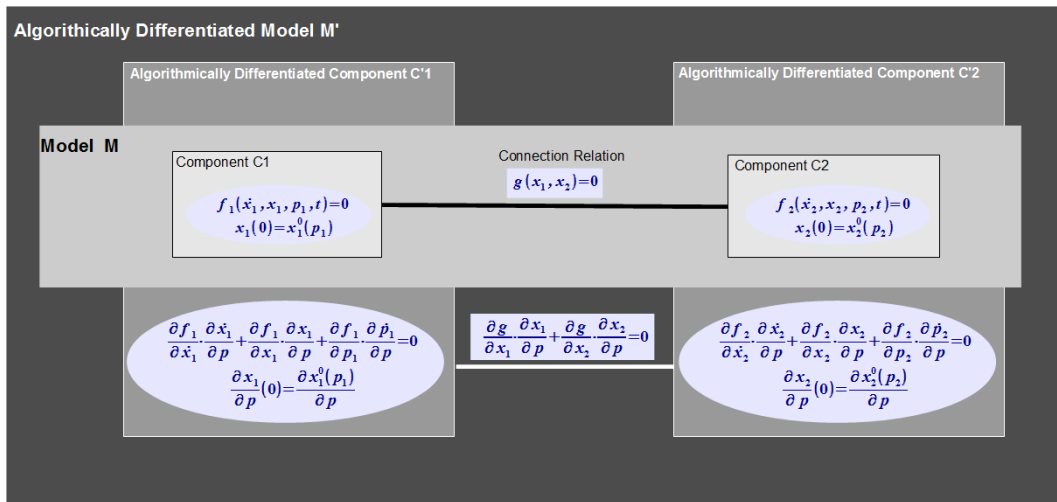 Algorithically Differentiated Model M'
Algorithmically Differentiated Component C'1
Algorithmically Differentiated Component C'2
Model M
Component C1
Connection Relation
Component C2
g(x₁,x₂)=0
f₁(ẋ₁,x₁,p₁,t)=0
x₁(0)=x₁⁰(p₁)
f₂(ẋ₂,x₂,p₂,t)=0
x₂(0)=x₂⁰(p₂)
∂f₁/∂ẋ₁·∂ẋ₁/∂p+∂f₁/∂x₁·∂x₁/∂p+∂f₁/∂p₁·∂ṗ₁/∂p=0
∂x₁/∂p(0)=∂x₁⁰(p₁)/∂p
∂g/∂x₁·∂x₁/∂p+∂g/∂x₂·∂x₂/∂p=0
∂f₂/∂ẋ₂·∂ẋ₂/∂p+∂f₂/∂x₂·∂x₂/∂p+∂f₂/∂p₂·∂ṗ₂/∂p=0
∂x₂/∂p(0)=∂x₂⁰(p₂)/∂p